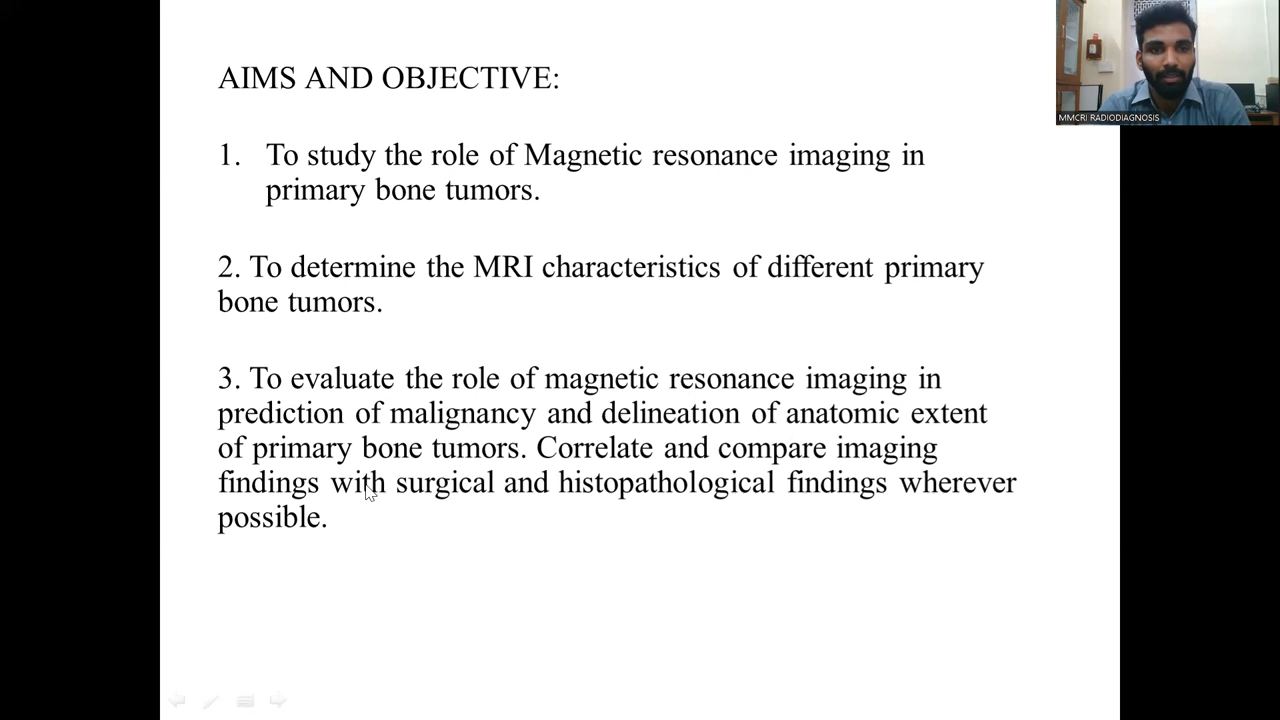 AIMS AND OBJECTIVE:
1. To study the role of Magnetic resonance imaging in
primary bone tumors.
2. To determine the MRI characteristics of different primary
bone tumors.
3. To evaluate the role of magnetic resonance imaging in
prediction of malignancy and delineation of anatomic extent
of primary bone tumors. Correlate and compare imaging
findings with surgical and histopathological findings wherever
possible.
MMCRI RADIODIAGNOSIS